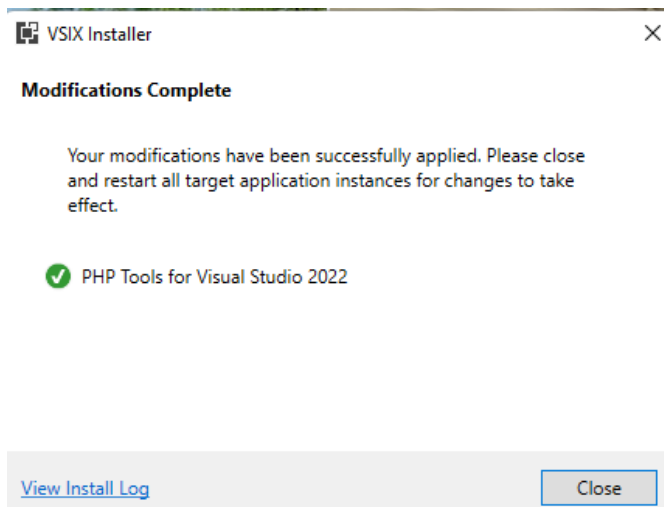 VSIX Installer
Modifications Complete
Your modifications have been successfully applied. Please close
and restart all target application instances for changes to take
effect.
PHP Tools for Visual Studio 2022
View Install Log
Close